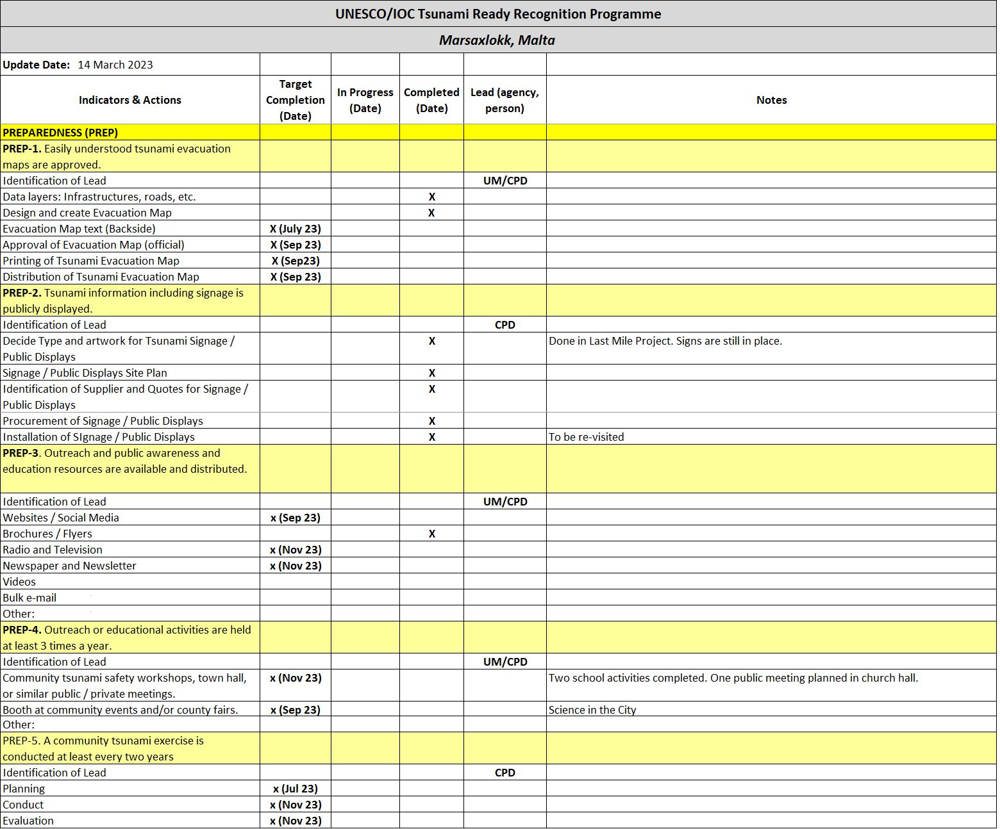 UNESCO/IOC Tsunami Ready Recognition Programme
Marsaxlokk, Malta
Update Date: 14 March 2023
Indicators & Actions
Target
Completion
(Date)
In Progress
(Date)
Completed
(Date)
Lead (agency,
person)
Notes
PREPAREDNESS (PREP)
PREP-1. Easily understood tsunami evacuation
maps are approved.
Identification of Lead UM/CPD
Data layers: Infrastructures, roads, etc. X
Design and create Evacuation Map X
Evacuation Map text (Backside) X (July 23)
Approval of Evacuation Map (official) X (Sep 23)
Printing of Tsunami Evacuation Map X (Sep23)
Distribution of Tsunami Evacuation Map X (Sep 23)
PREP-2. Tsunami information including signage is
publicly displayed.
Identification of Lead CPD
Decide Type and artwork for Tsunami Signage / X Done in Last Mile Project. Signs are still in place.
Public Displays
Signage / Public Displays Site Plan X
Identification of Supplier and Quotes for Signage / X
Public Displays
Procurement of Signage / Public Displays X
Installation of SIgnage / Public Displays X To be re-visited
PREP-3. Outreach and public awareness and
education resources are available and distributed.
Identification of Lead UM/CPD
Websites / Social Media x (Sep 23)
Brochures / Flyers X
Radio and Television x (Nov 23)
Newspaper and Newsletter x (Nov 23)
Videos
Bulk e-mail
Other:
PREP-4. Outreach or educational activities are held
at least 3 times a year.
Identification of Lead UM/CPD
Community tsunami safety workshops, town hall, x (Nov 23) Two school activities completed. One public meeting planned in church hall.
or similar public / private meetings.
Booth at community events and/or county fairs. x (Sep 23) Science in the City
Other:
PREP-5. A community tsunami exercise is
conducted at least every two years
Identification of Lead CPD
Planning x (Jul 23)
Conduct x (Nov 23)
Evaluation x (Nov 23)